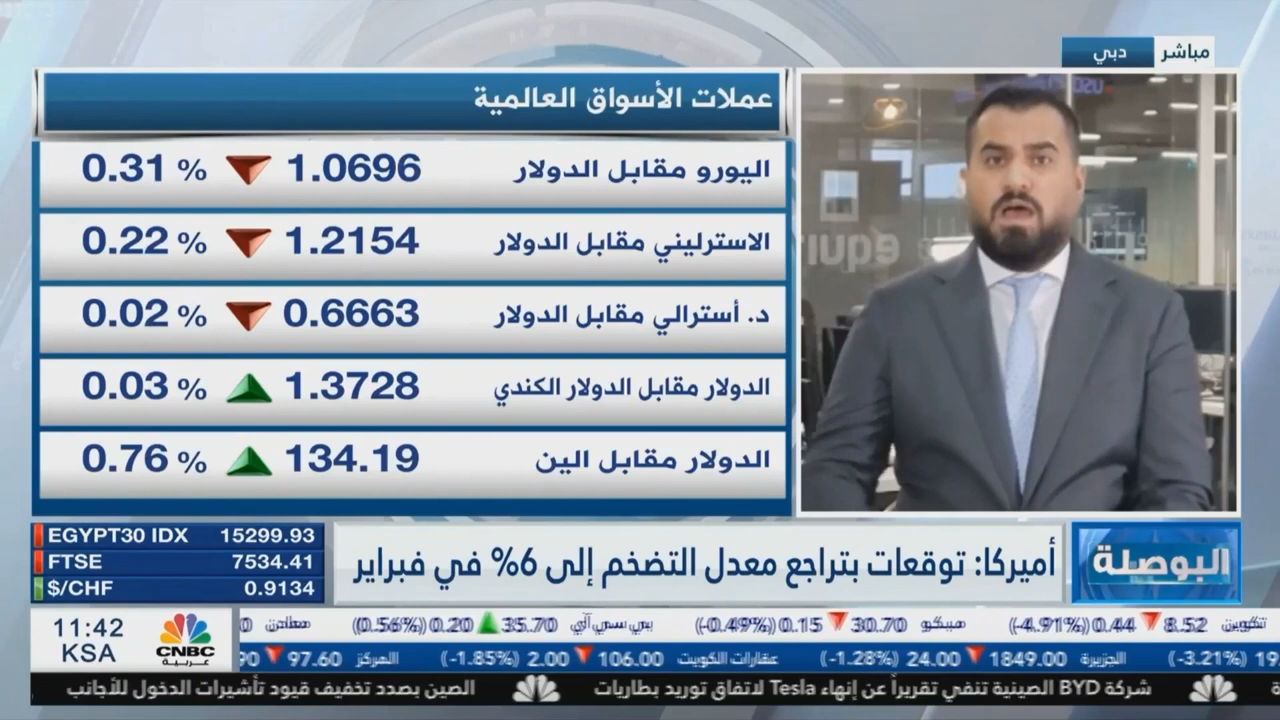 مباشر دبي
عملات الأسواق العالمية
اليورو مقابل الدولار 1.0696 0.31 %
الاسترليني مقابل الدولار 1.2154 0.22 %
د. أسترالي مقابل الدولار 0.6663 0.02 %
الدولار مقابل الدولار الكندي 1.3728 0.03 %
الدولار مقابل الين 134.19 0.76 %
البوصلة
أميركا: توقعات بتراجع معدل التضخم إلى 6% في فبراير
EGYPT30 IDX 15299.93
FTSE 7534.41
$/CHF 0.9134
11:42
KSA
CNBC
عربية
تكوين 8.52 0.44 (-4.91%) مبكو 30.70 0.15 (-0.49%) بي سي آي 35.70 0.20 (0.56%) معادن
(-3.21%) الجزيرة 1849.00 24.00 (-1.28%) عقارات الكويت 106.00 2.00 (-1.85%) المركز 97.60
شركة BYD الصينية تنفي تقريراً عن إنهاء Tesla لاتفاق توريد بطاريات
الصين بصدد تخفيف قيود تأشيرات الدخول للأجانب